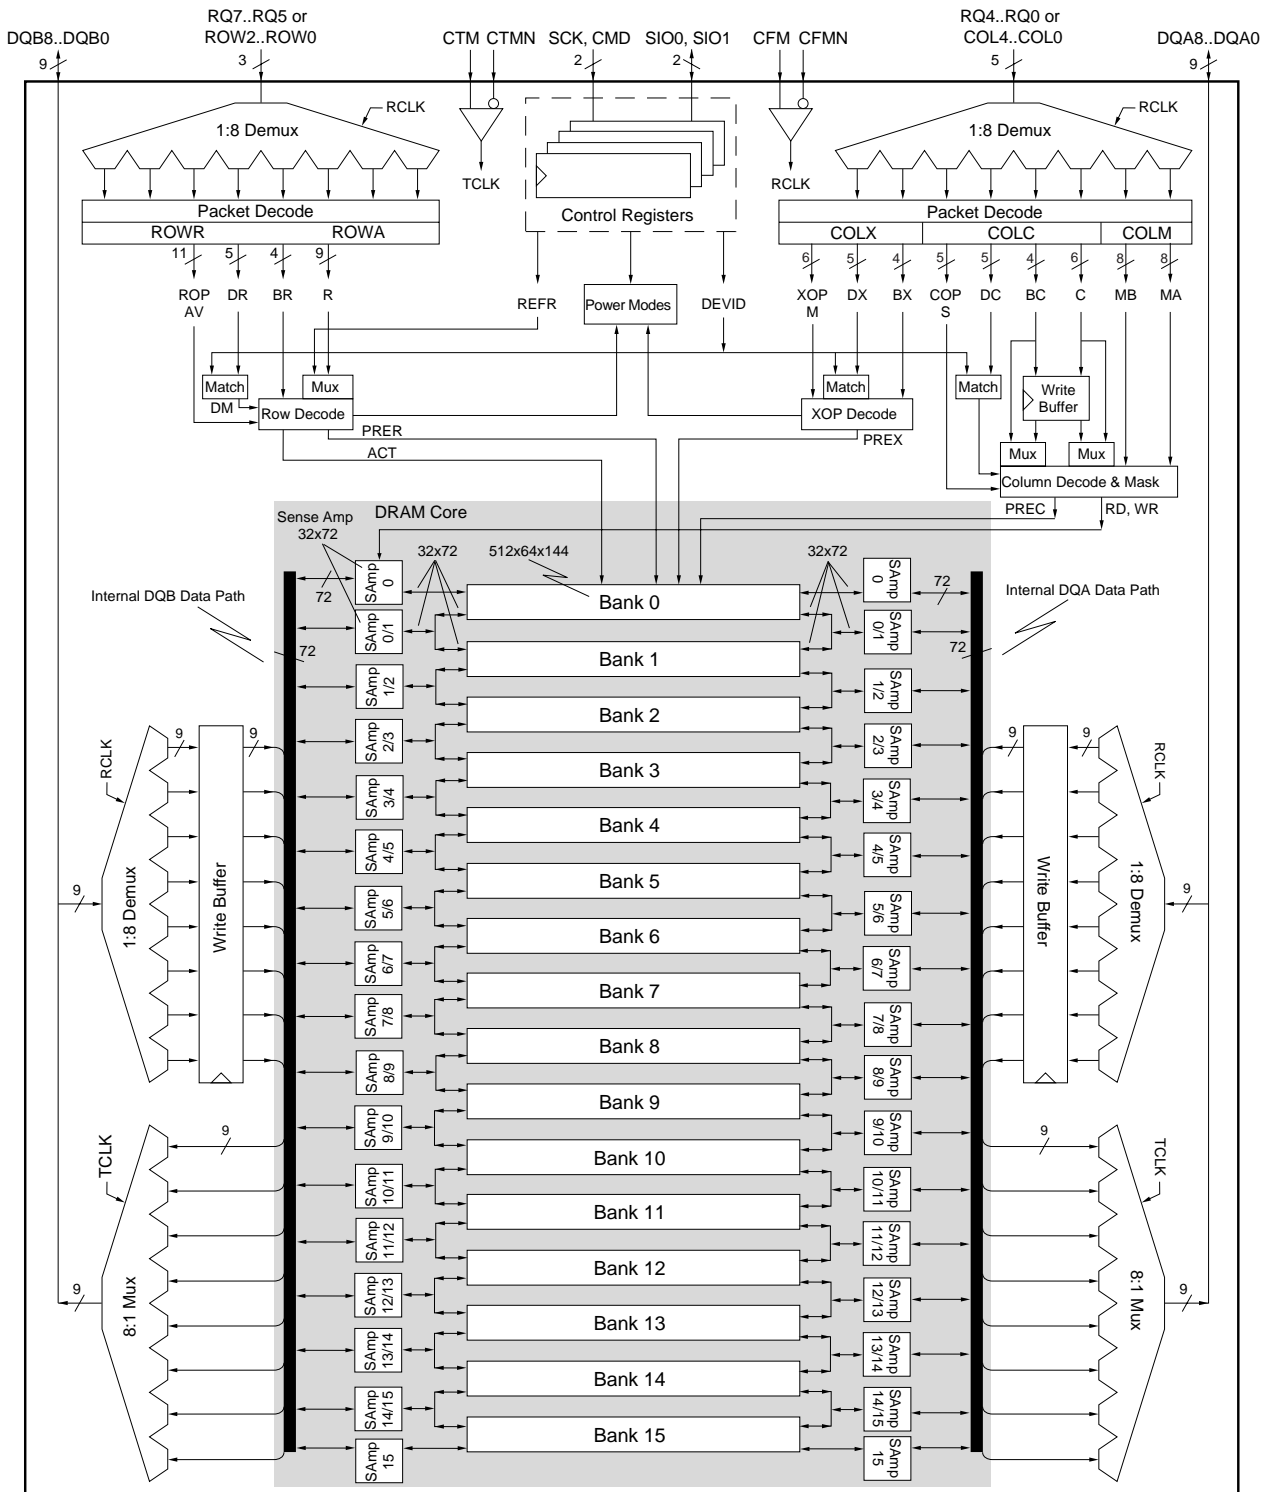 RQ7..RQ5 or
ROW2..ROW0
RQ4..RQ0 or
COL4..COL0
DQB8..DQB0
CTM CTMN
SCK, CMD
SIO0, SIO1
CFM CFMN
DQA8..DQA0
9
3
2
2
5
9
RCLK
1:8 Demux
TCLK
Control Registers
RCLK
RCLK
1:8 Demux
Packet Decode
ROWR
ROWA
Packet Decode
COLX
COLC
COLM
11
5
4
9
6
5
4
5
5
4
6
8
8
ROP
AV
DR
BR
R
REFR
Power Modes
DEVID
XOP
M
DX
BX
COP
S
DC
BC
C
MB
MA
Match
Mux
DM
Row Decode
Match
XOP Decode
Match
Write
Buffer
Mux
Mux
Column Decode & Mask
PRER
ACT
PREX
PREC
RD, WR
DRAM Core
Sense Amp
32x72
32x72
512x64x144
32x72
Internal DQB Data Path
Internal DQA Data Path
72
72
72
72
SAmp
0
Bank 0
SAmp
0
SAmp
0/1
SAmp
0/1
Bank 1
SAmp
1/2
SAmp
1/2
Bank 2
SAmp
2/3
SAmp
2/3
Bank 3
SAmp
3/4
SAmp
3/4
Bank 4
SAmp
4/5
SAmp
4/5
Bank 5
SAmp
5/6
SAmp
5/6
Bank 6
SAmp
6/7
SAmp
6/7
Bank 7
SAmp
7/8
SAmp
7/8
Bank 8
SAmp
8/9
SAmp
8/9
Bank 9
SAmp
9/10
SAmp
9/10
Bank 10
SAmp
10/11
SAmp
10/11
Bank 11
SAmp
11/12
SAmp
11/12
Bank 12
SAmp
12/13
SAmp
12/13
Bank 13
SAmp
13/14
SAmp
13/14
Bank 14
SAmp
14/15
SAmp
14/15
Bank 15
SAmp
15
SAmp
15
RCLK
9
9
9
1:8 Demux
Write Buffer
9
9
RCLK
9
Write Buffer
1:8 Demux
TCLK
9
9
8:1 Mux
9
TCLK
9
8:1 Mux